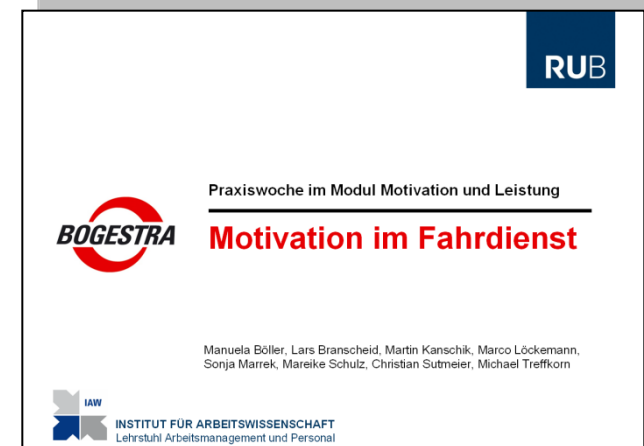 RUB
Praxiswoche im Modul Motivation und Leistung
BOGESTRA
Motivation im Fahrdienst
Manuela Böller, Lars Branscheid, Martin Kanschik, Marco Löckemann,
Sonja Marrek, Mareike Schulz, Christian Sutmeier, Michael Treffkorn
IAW
INSTITUT FÜR ARBEITSWISSENSCHAFT
Lehrstuhl Arbeitsmanagement und Personal